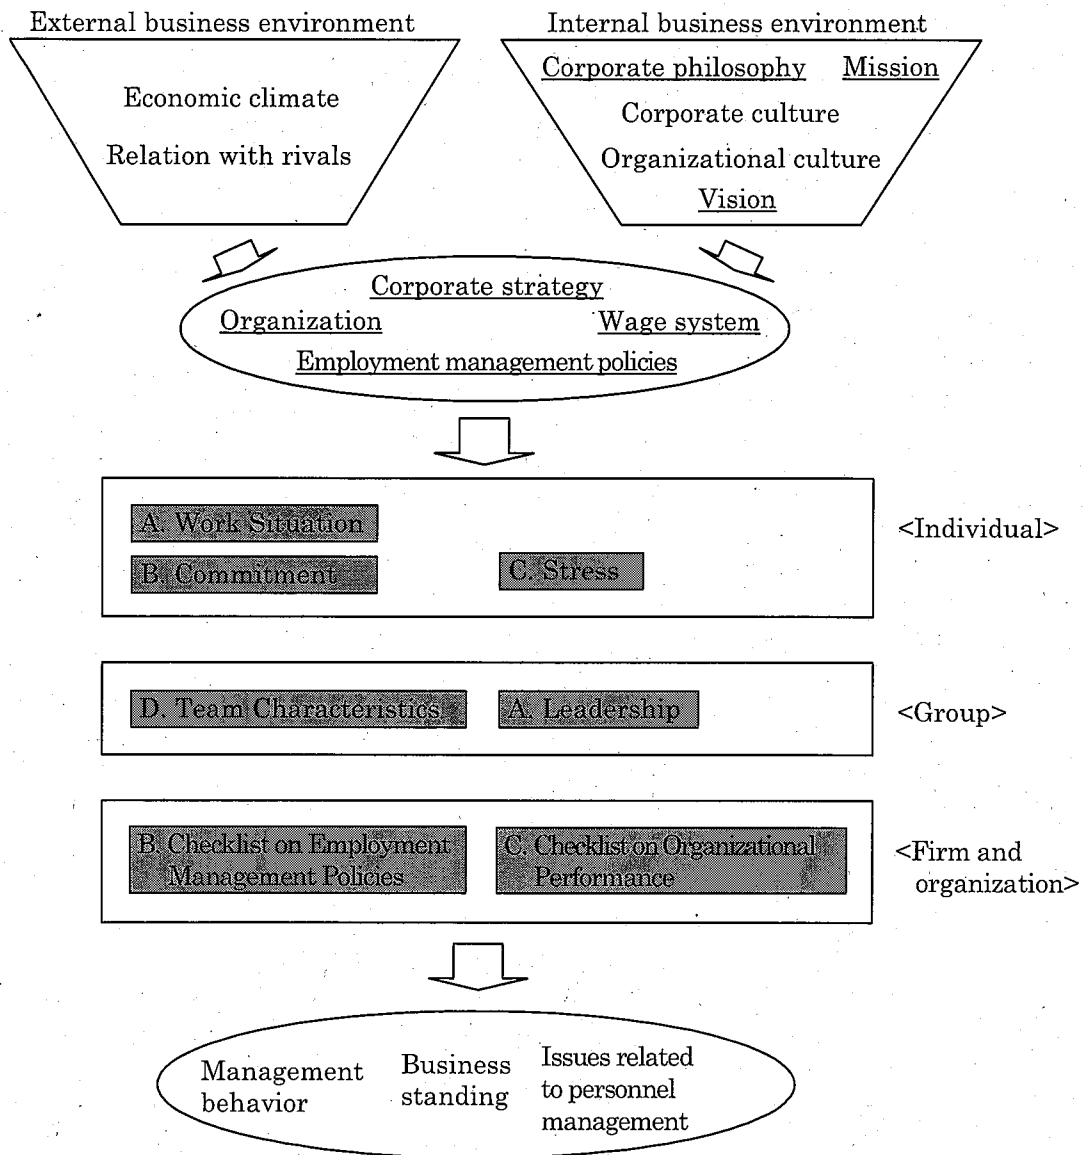 External business environment
Internal business environment
Economic climate
Relation with rivals
Corporate philosophy Mission
Corporate culture
Organizational culture
Vision
Corporate strategy
Organization Wage system
Employment management policies
A. Work Situation
B. Commitment
C. Stress
<Individual>
D. Team Characteristics
A. Leadership
<Group>
B. Checklist on Employment
Management Policies
C. Checklist on Organizational
Performance
<Firm and
organization>
Management
behavior
Business
standing
Issues related
to personnel
management